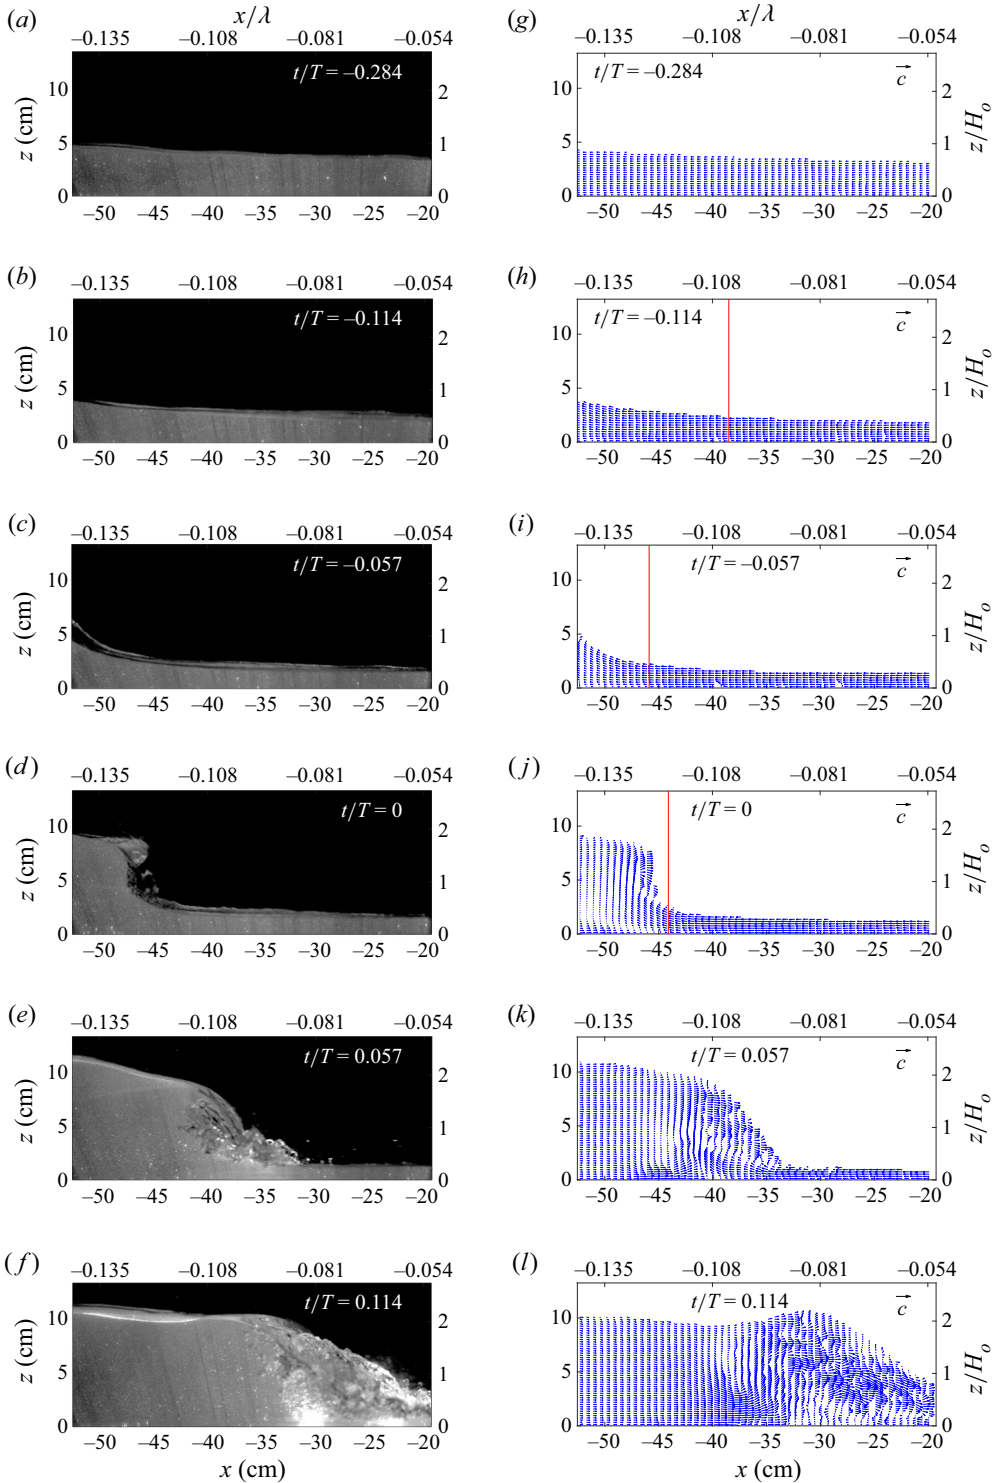 (a) x/λ (g) x/λ
−0.135 −0.108 −0.081 −0.054 −0.135 −0.108 −0.081 −0.054
t/T = −0.284 t/T = −0.284 c
z (cm) 10 5 0 2 1 0 10 5 0 2 1 0 z/Ho
−50 −45 −40 −35 −30 −25 −20 −50 −45 −40 −35 −30 −25 −20
(b) −0.135 −0.108 −0.081 −0.054 (h) −0.135 −0.108 −0.081 −0.054
t/T = −0.114 t/T = −0.114 c
z (cm) 10 5 0 2 1 0 10 5 0 2 1 0 z/Ho
−50 −45 −40 −35 −30 −25 −20 −50 −45 −40 −35 −30 −25 −20
(c) −0.135 −0.108 −0.081 −0.054 (i) −0.135 −0.108 −0.081 −0.054
t/T = −0.057 t/T = −0.057 c
z (cm) 10 5 0 2 1 0 10 5 0 2 1 0 z/Ho
−50 −45 −40 −35 −30 −25 −20 −50 −45 −40 −35 −30 −25 −20
(d) −0.135 −0.108 −0.081 −0.054 (j) −0.135 −0.108 −0.081 −0.054
t/T = 0 t/T = 0 c
z (cm) 10 5 0 2 1 0 10 5 0 2 1 0 z/Ho
−50 −45 −40 −35 −30 −25 −20 −50 −45 −40 −35 −30 −25 −20
(e) −0.135 −0.108 −0.081 −0.054 (k) −0.135 −0.108 −0.081 −0.054
t/T = 0.057 t/T = 0.057 c
z (cm) 10 5 0 2 1 0 10 5 0 2 1 0 z/Ho
−50 −45 −40 −35 −30 −25 −20 −50 −45 −40 −35 −30 −25 −20
(f) −0.135 −0.108 −0.081 −0.054 (l) −0.135 −0.108 −0.081 −0.054
t/T = 0.114 t/T = 0.114 c
z (cm) 10 5 0 2 1 0 10 5 0 2 1 0 z/Ho
−50 −45 −40 −35 −30 −25 −20 −50 −45 −40 −35 −30 −25 −20
x (cm) x (cm)